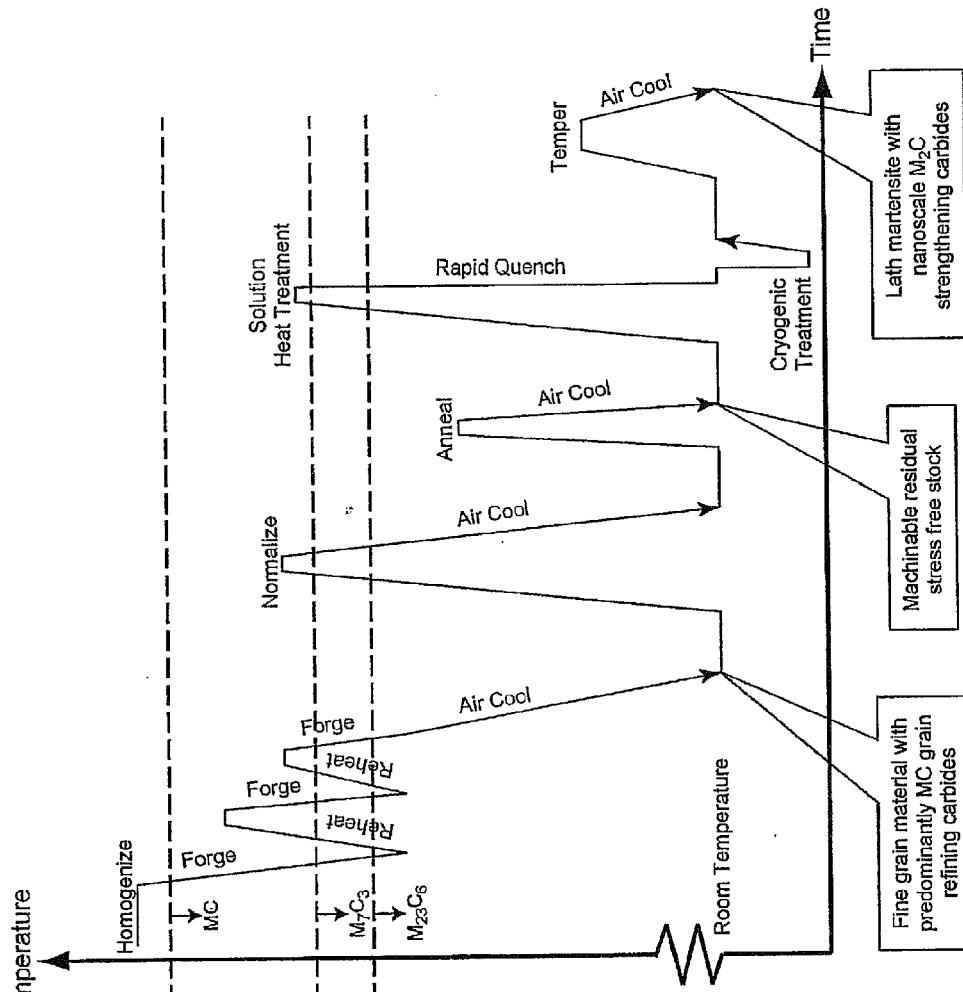 mperature
Homogenize
MC
M₇C₃
M₂₃C₆
Forge
Reheat
Forge
Reheat
Forge
Air Cool
Normalize
Air Cool
Anneal
Air Cool
Solution
Heat Treatment
Rapid Quench
Cryogenic
Treatment
Temper
Air Cool
Room Temperature
Time
Fine grain material with
predominantly MC grain
refining carbides
Machinable residual
stress free stock
Lath martensite with
nanoscale M₂C
strengthening carbides